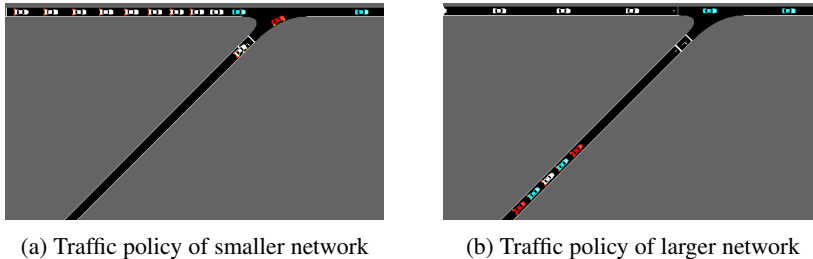 (a) Traffic policy of smaller network
(b) Traffic policy of larger network